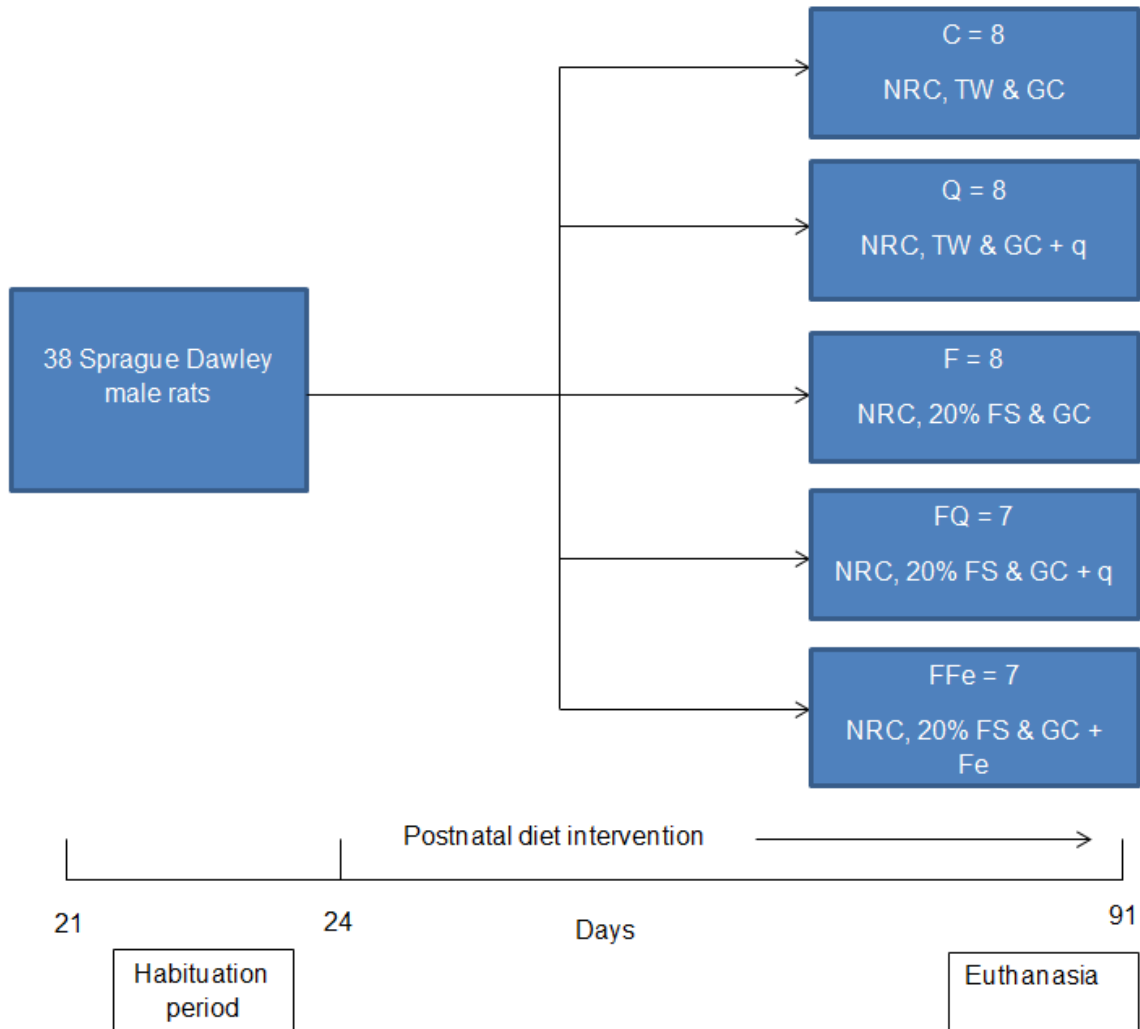 38 Sprague Dawley
male rats
C = 8
NRC, TW & GC
Q = 8
NRC, TW & GC + q
F = 8
NRC, 20% FS & GC
FQ = 7
NRC, 20% FS & GC + q
FFe = 7
NRC, 20% FS & GC +
Fe
Postnatal diet intervention
21
24
Days
91
Habituation
period
Euthanasia